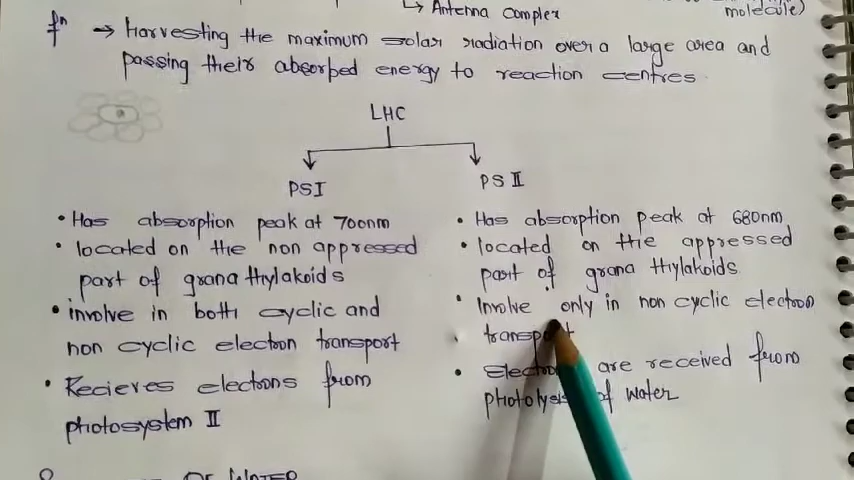 ↳ Antenna complex
molecule)
fⁿ → Harvesting the maximum solar radiation over a large area and
passing their absorbed energy to reaction centres
LHC
PSI
PS II
• Has absorption peak at 700nm
• located on the non appressed
part of grana thylakoids
• involve in both cyclic and
non cyclic electron transport
• Recieves electrons from
photosystem II
• Has absorption peak at 680nm
• located on the appressed
part of grana thylakoids
• Involve only in non cyclic electron
transport
• Electrons are received from
photolysis of water
OF WATER